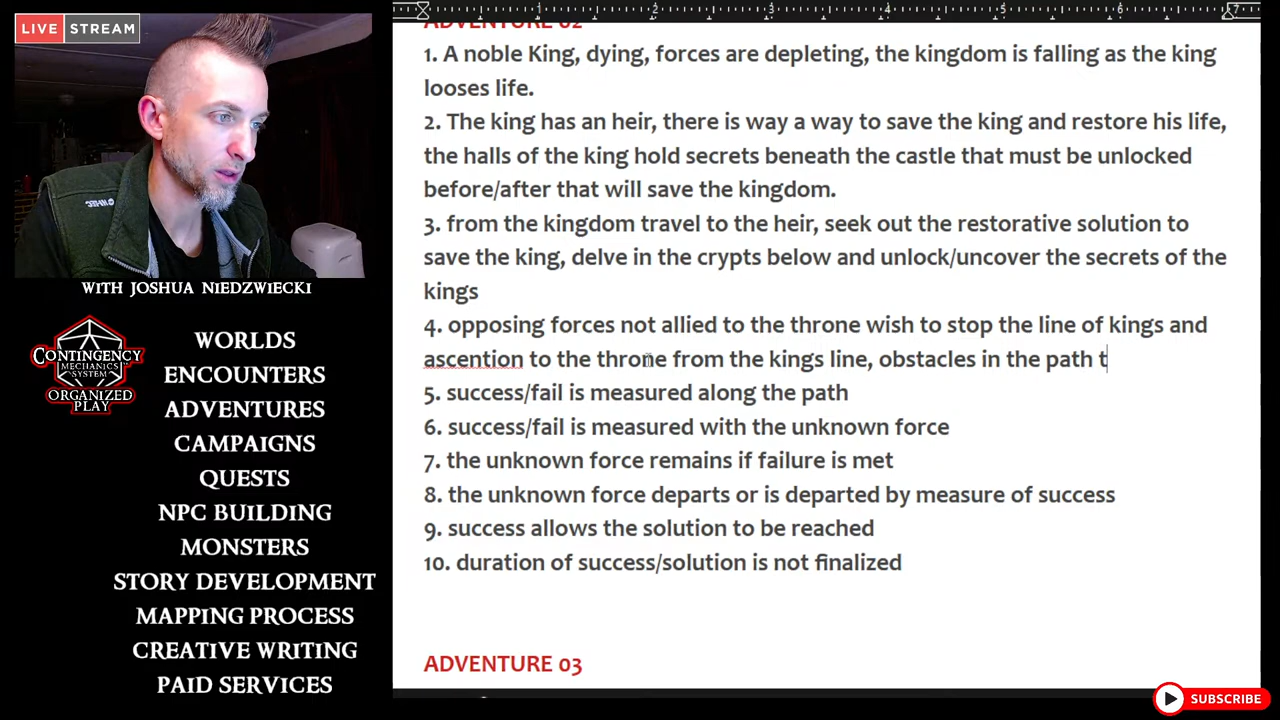 LIVE STREAM
WITH JOSHUA NIEDZWIECKI
CONTINGENCY
MECHANICS
SYSTEM
ORGANIZED
PLAY
WORLDS
ENCOUNTERS
ADVENTURES
CAMPAIGNS
QUESTS
NPC BUILDING
MONSTERS
STORY DEVELOPMENT
MAPPING PROCESS
CREATIVE WRITING
PAID SERVICES
1 2 3 4 5 6 7
ADVENTURE 02
1. A noble King, dying, forces are depleting, the kingdom is falling as the king
looses life.
2. The king has an heir, there is way a way to save the king and restore his life,
the halls of the king hold secrets beneath the castle that must be unlocked
before/after that will save the kingdom.
3. from the kingdom travel to the heir, seek out the restorative solution to
save the king, delve in the crypts below and unlock/uncover the secrets of the
kings
4. opposing forces not allied to the throne wish to stop the line of kings and
ascention to the throne from the kings line, obstacles in the path t
5. success/fail is measured along the path
6. success/fail is measured with the unknown force
7. the unknown force remains if failure is met
8. the unknown force departs or is departed by measure of success
9. success allows the solution to be reached
10. duration of success/solution is not finalized
ADVENTURE 03
SUBSCRIBE